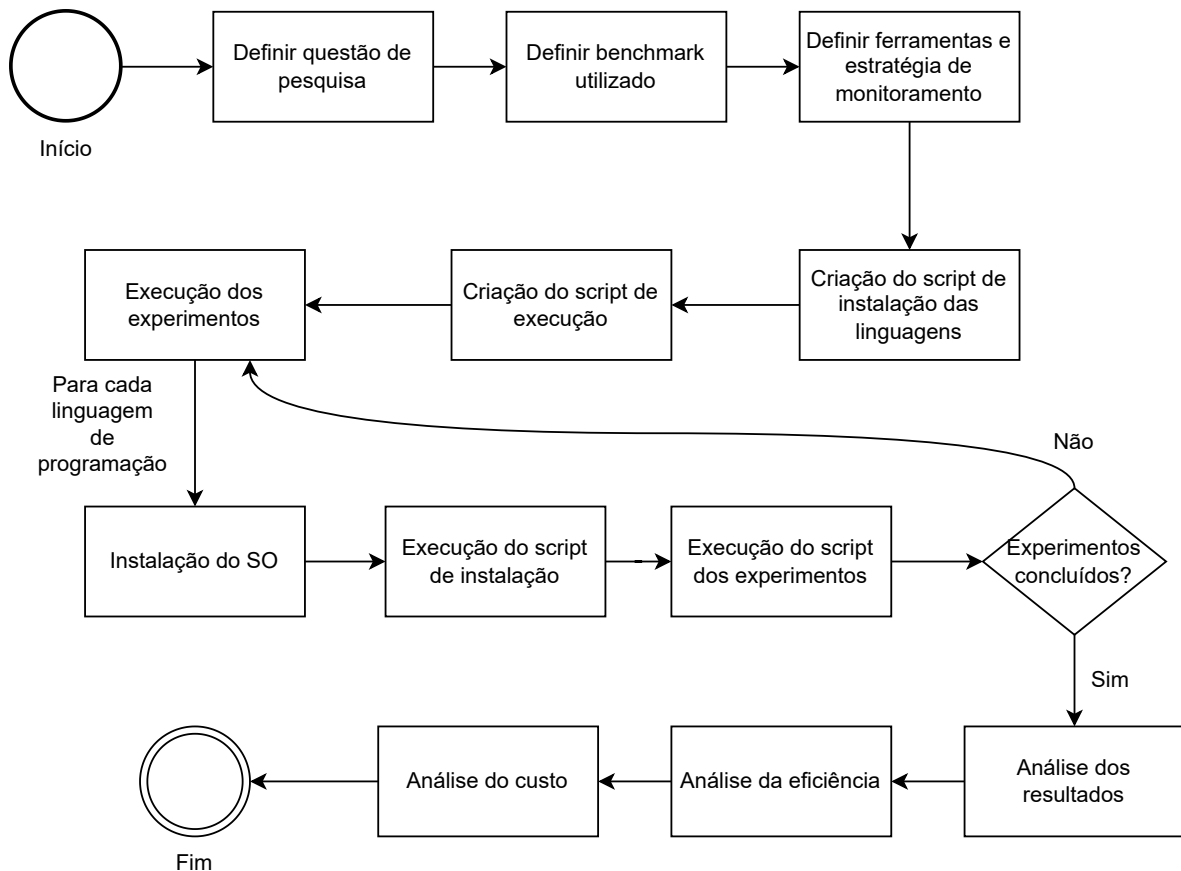 Definir questão de
pesquisa
Definir benchmark
utilizado
Definir ferramentas e
estratégia de
monitoramento
Início
Execução dos
experimentos
Criação do script de
execução
Criação do script de
instalação das
linguagens
Para cada
linguagem
de
programação
Não
Instalação do SO
Execução do script
de instalação
Execução do script
dos experimentos
Experimentos
concluídos?
Sim
Análise do custo
Análise da eficiência
Análise dos
resultados
Fim